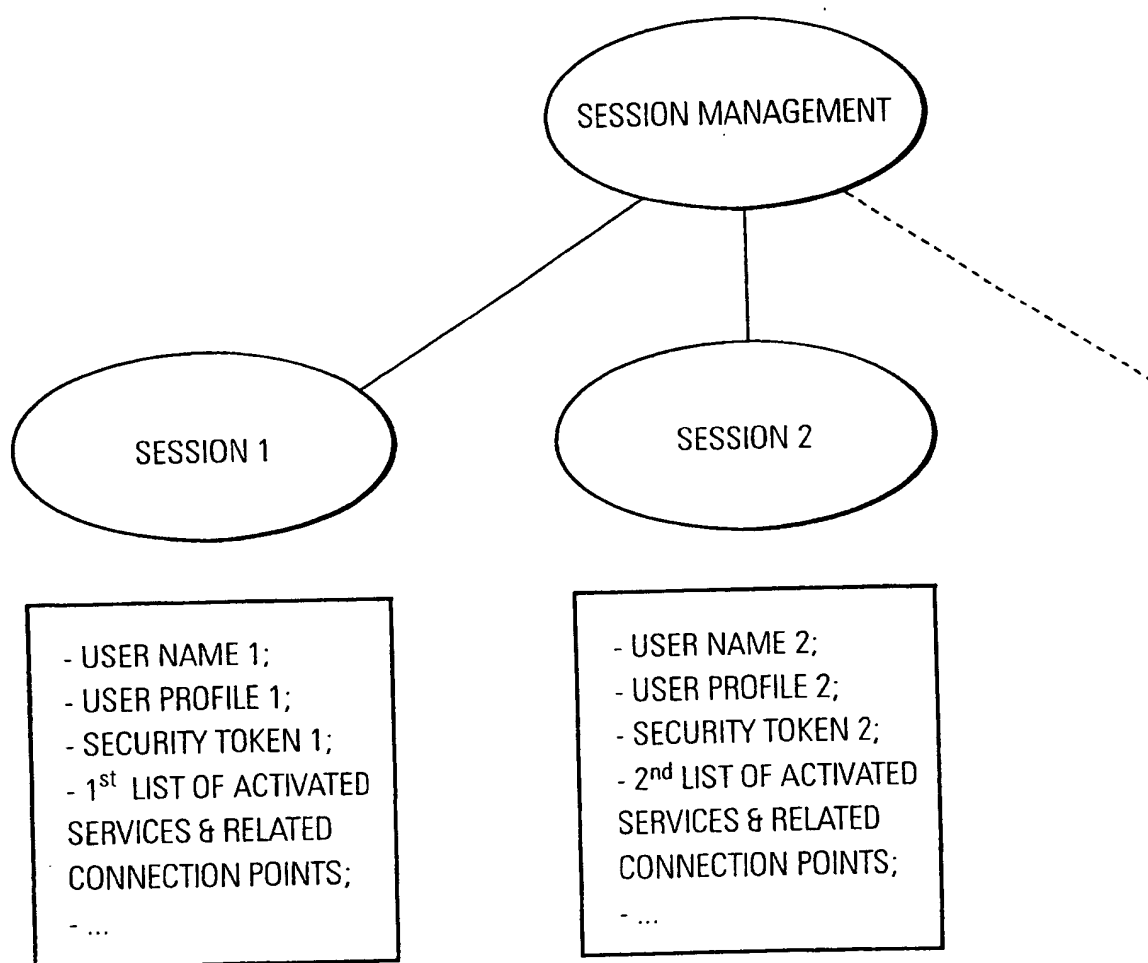 SESSION MANAGEMENT
SESSION 1
SESSION 2
- USER NAME 1;
- USER PROFILE 1;
- SECURITY TOKEN 1;
- 1st LIST OF ACTIVATED
SERVICES & RELATED
CONNECTION POINTS;
- ...
- USER NAME 2;
- USER PROFILE 2;
- SECURITY TOKEN 2;
- 2nd LIST OF ACTIVATED
SERVICES & RELATED
CONNECTION POINTS;
- ...